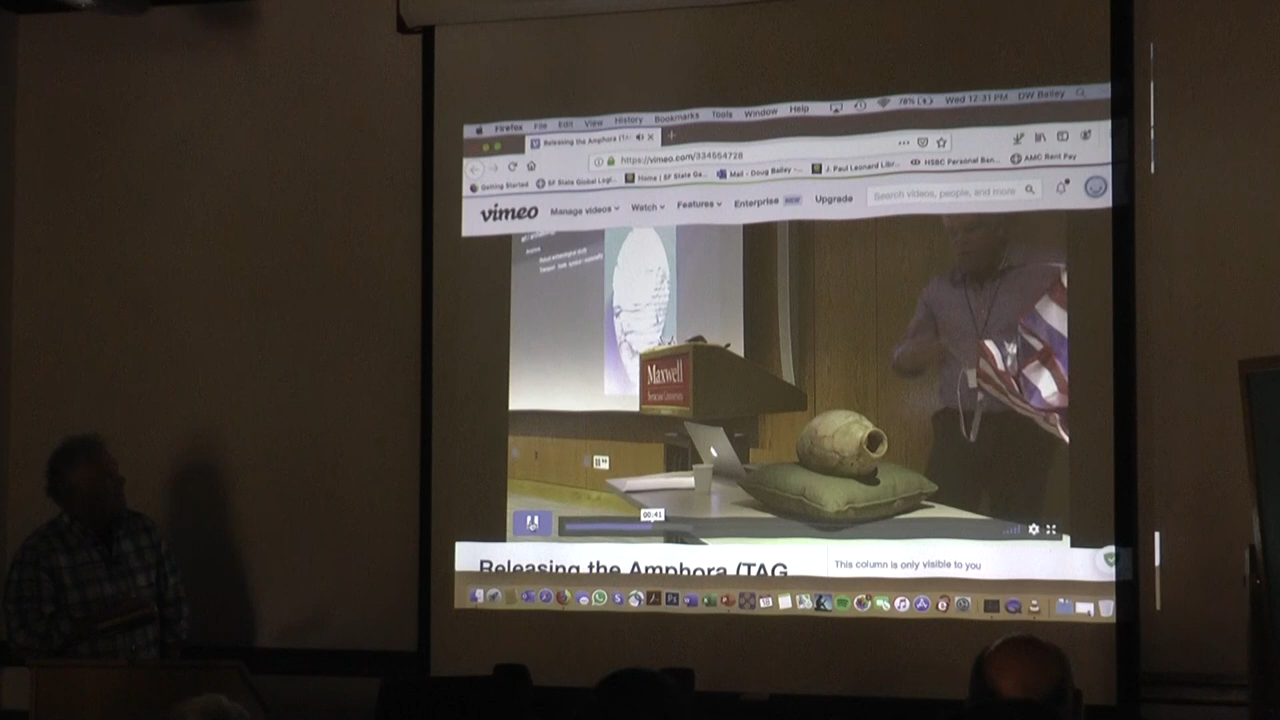 Firefox File Edit View History Bookmarks Tools Window Help 78% Wed 12:31 PM DW Bailey
Releasing the Amphora (TA
https://vimeo.com/334554728
Getting Started SF State Global Logi... Home | SF State Ga... Mail - Doug Bailey -... J. Paul Leonard Libr... HSBC Personal Ban... AMC Rent Pay
vimeo Manage videos Watch Features Enterprise NEW Upgrade Search videos, people, and more
Maxwell
Syracuse University
00:41
Releasing the Amphora (TAG
This column is only visible to you